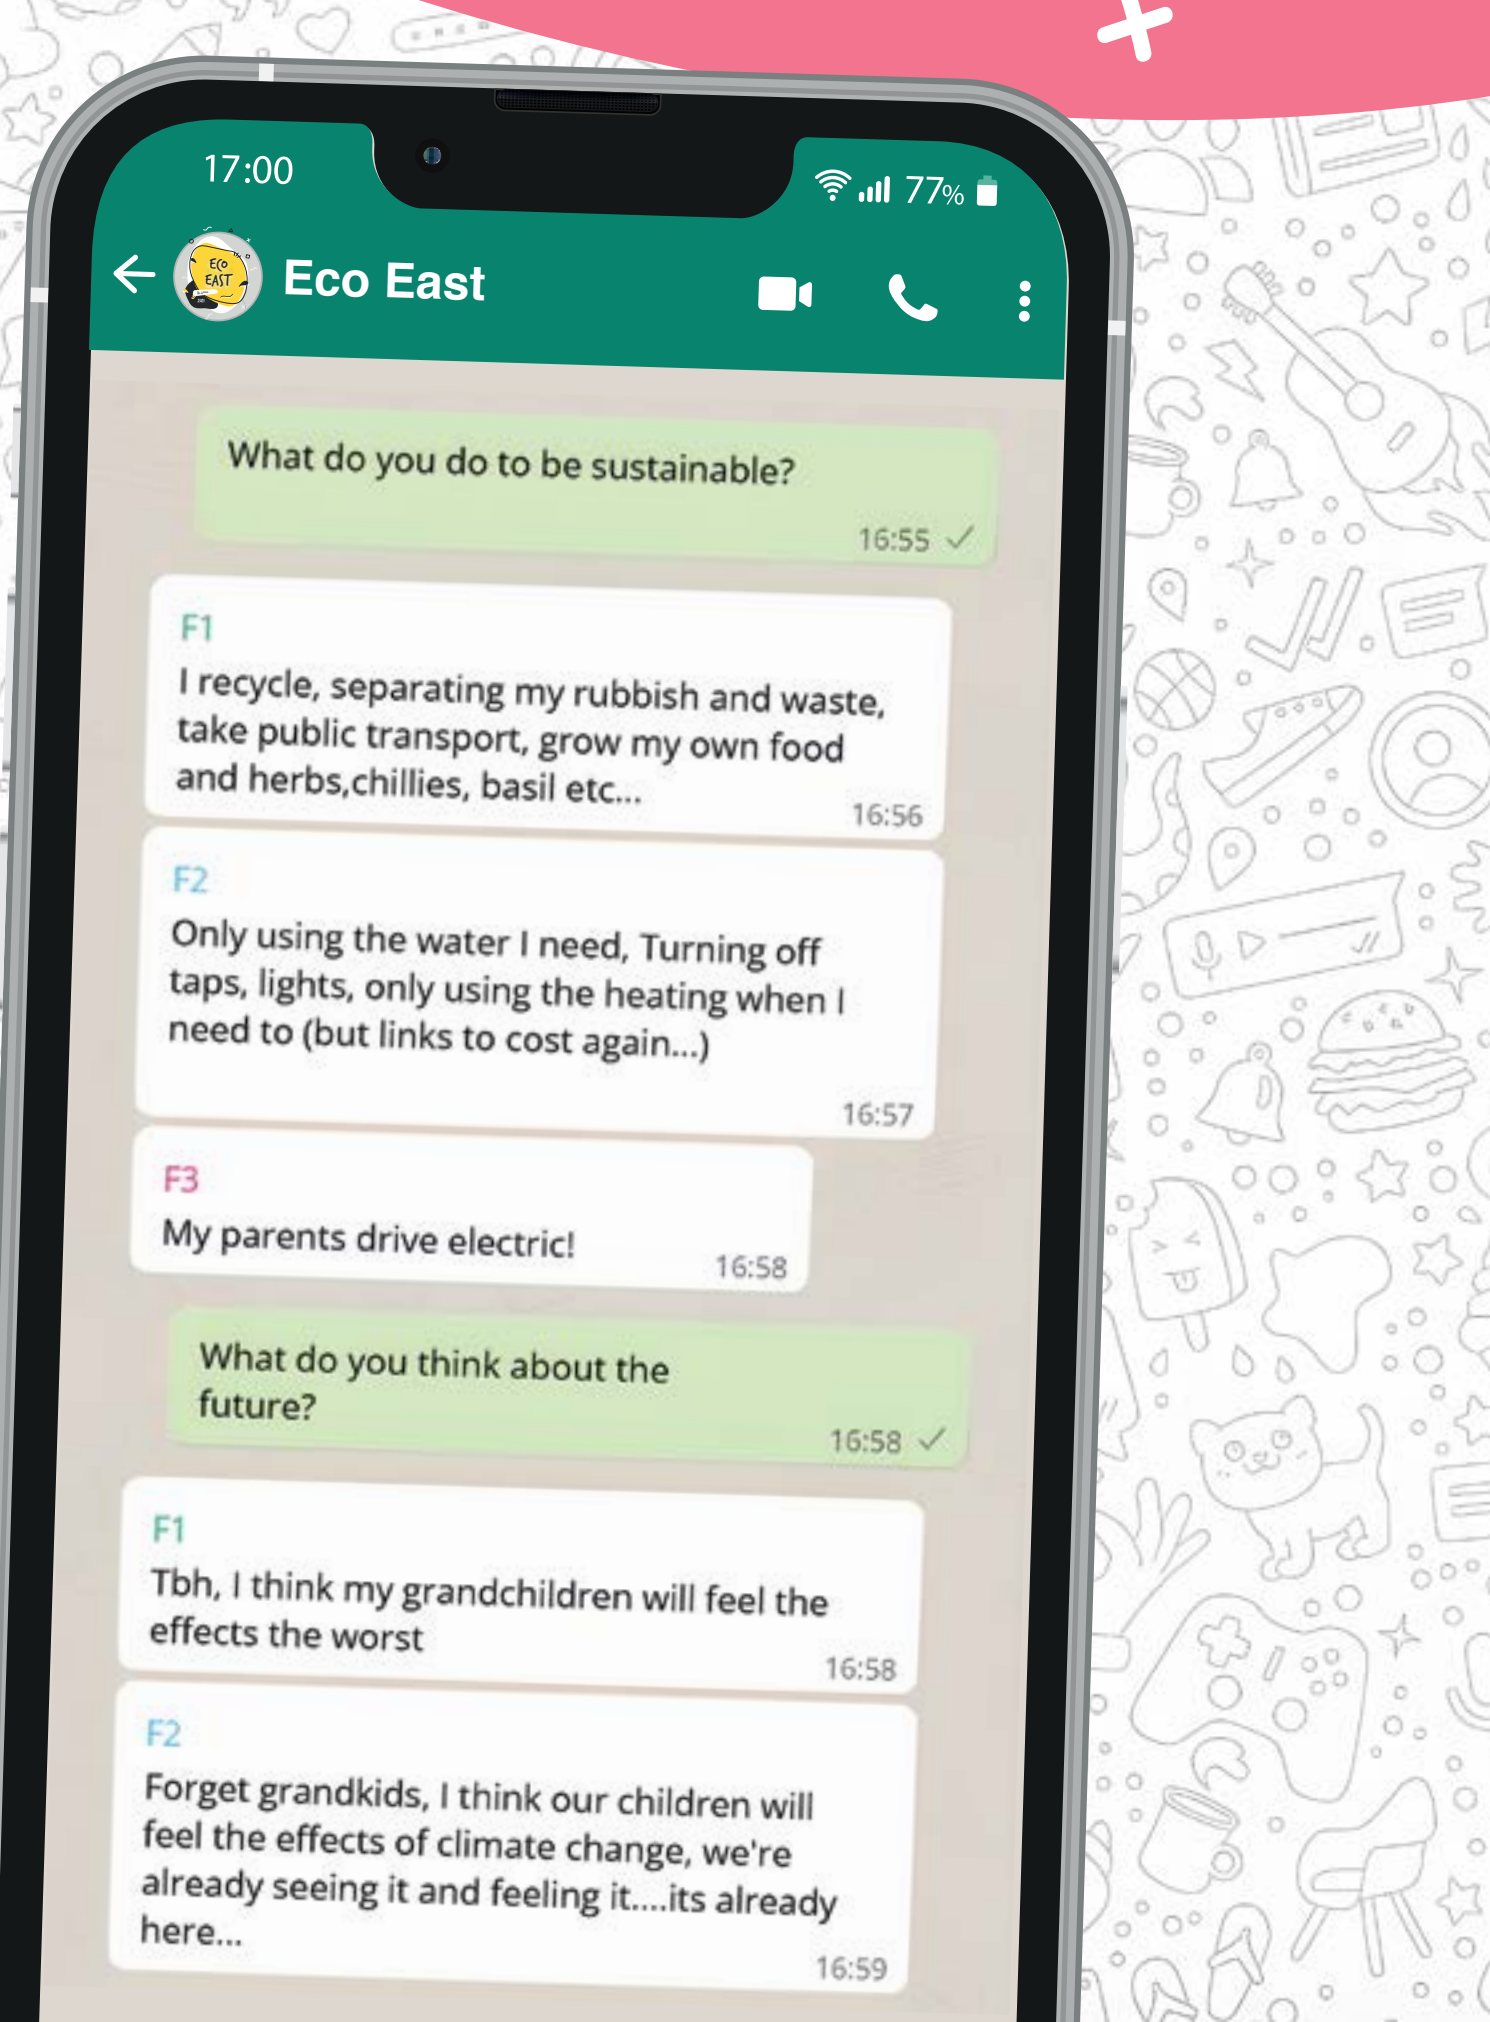 17:00
77%
ECO
EAST
Eco East
What do you do to be sustainable?
16:55
F1
I recycle, separating my rubbish and waste,
take public transport, grow my own food
and herbs,chillies, basil etc...
16:56
F2
Only using the water I need, Turning off
taps, lights, only using the heating when I
need to (but links to cost again...)
16:57
F3
My parents drive electric!
16:58
What do you think about the
future?
16:58
F1
Tbh, I think my grandchildren will feel the
effects the worst
16:58
F2
Forget grandkids, I think our children will
feel the effects of climate change, we're
already seeing it and feeling it....its already
here...
16:59